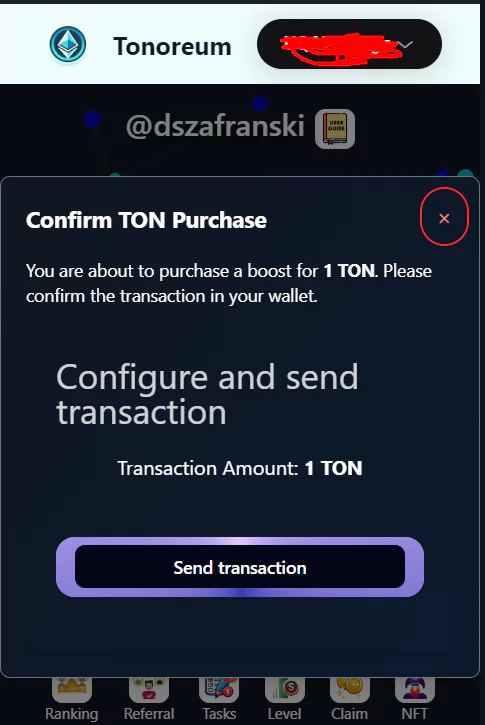 Tonoreum
@dszafranski
USER
GUIDE
Confirm TON Purchase
×
You are about to purchase a boost for 1 TON. Please
confirm the transaction in your wallet.
Configure and send
transaction
Transaction Amount: 1 TON
Send transaction
Ranking Referral Tasks Level Claim NFT